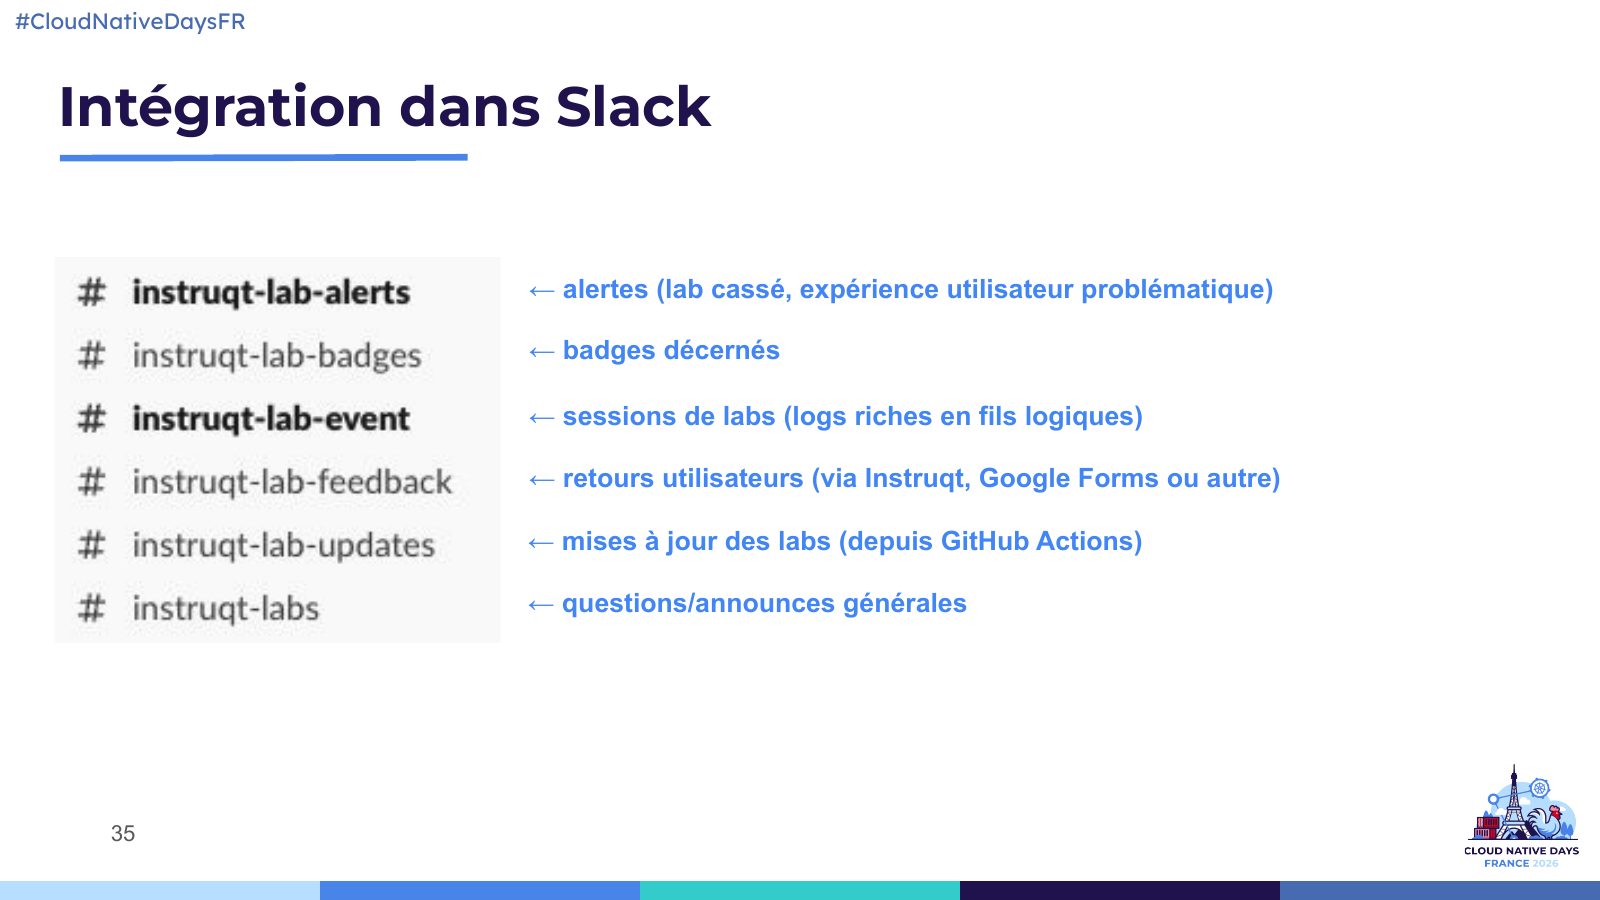 #CloudNativeDaysFR
Intégration dans Slack
# instruqt-lab-alerts ← alertes (lab cassé, expérience utilisateur problématique)
# instruqt-lab-badges ← badges décernés
# instruqt-lab-event ← sessions de labs (logs riches en fils logiques)
# instruqt-lab-feedback ← retours utilisateurs (via Instruqt, Google Forms ou autre)
# instruqt-lab-updates ← mises à jour des labs (depuis GitHub Actions)
# instruqt-labs ← questions/announces générales
35
CLOUD NATIVE DAYS
FRANCE 2026